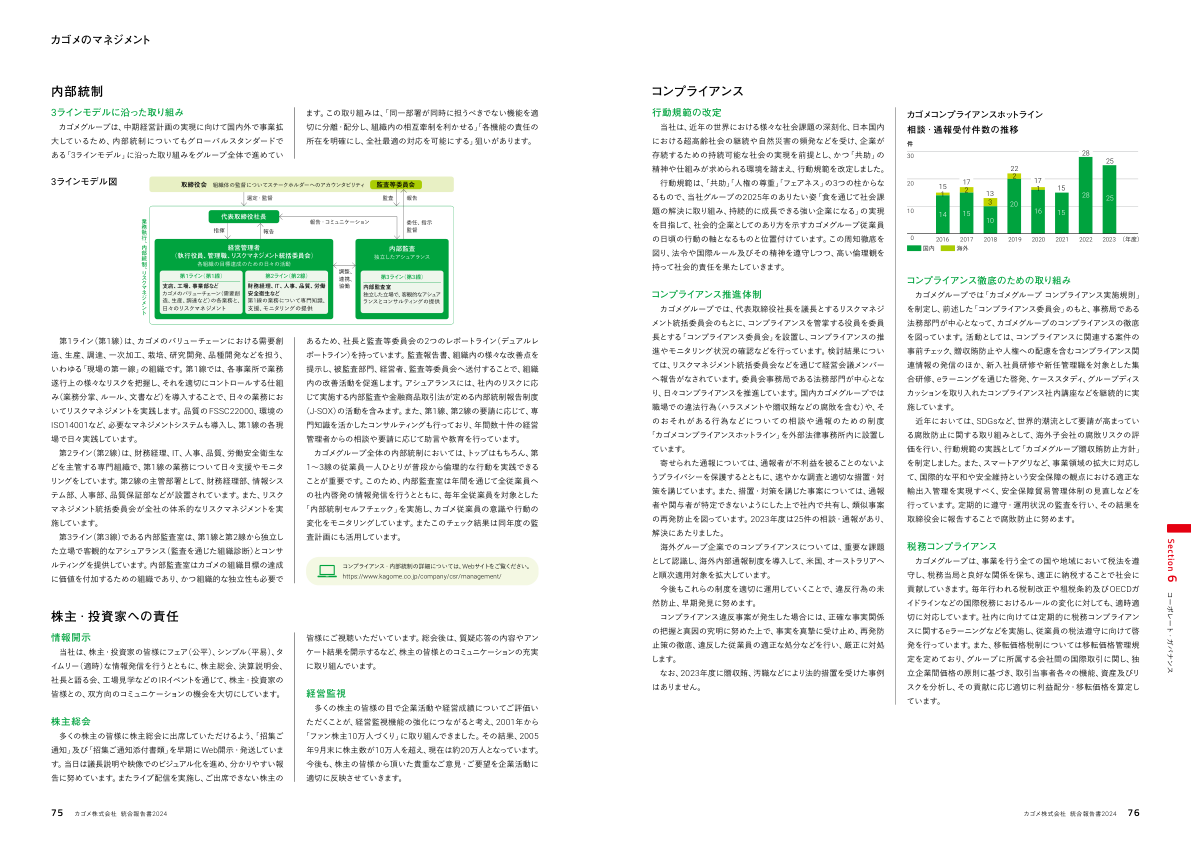 カゴメのマネジメント
内部統制
3ラインモデルに沿った取り組み
カゴメグループは、中期経営計画の実現に向けて国内外で事業拡
大しているため、内部統制についてもグローバルスタンダードで
ある「3ラインモデル」に沿った取り組みをグループ全体で進めてい
ます。この取り組みは、「同一部署が同時に担うべきでない機能を適
切に分離・配分し、組織内の相互牽制を利かせる」「各機能の責任の
所在を明確にし、全社最適の対応を可能にする」狙いがあります。
3ラインモデル図
取締役会 組織体の監督についてステークホルダーへのアカウンタビリティ 監査等委員会
選定・監督
監査
報告
代表取締役社長
指揮
報告
報告・コミュニケーション
委任、指示
監督
業務執行、内部統制、リスクマネジメント
経営管理者
（執行役員、管理職、リスクマネジメント統括委員会）
各組織の目標達成のための日々の活動
第1ライン（第1線）
支店、工場、事業部など
カゴメのバリューチェーン（需要創
造、生産、調達など）の各業務と、
日々のリスクマネジメント
第2ライン（第2線）
財務経理、IT、人事、品質、労働
安全衛生など
第1線の業務について専門知識、
支援、モニタリングの提供
調整、
連携、
協働
内部監査
独立したアシュアランス
第3ライン（第3線）
内部監査室
独立した立場で、客観的なアシュア
ランスとコンサルティングの提供
第1ライン（第1線）は、カゴメのバリューチェーンにおける需要創
造、生産、調達、一次加工、栽培、研究開発、品種開発などを担う、
いわゆる「現場の第一線」の組織です。第1線では、各事業所で業務
遂行上の様々なリスクを把握し、それを適切にコントロールする仕組
み（業務分掌、ルール、文書など）を導入することで、日々の業務にお
いてリスクマネジメントを実践します。品質のFSSC22000、環境の
ISO14001など、必要なマネジメントシステムも導入し、第1線の各現
場で日々実践しています。
第2ライン（第2線）は、財務経理、IT、人事、品質、労働安全衛生な
どを主管する専門組織で、第1線の業務について日々支援やモニタ
リングをしています。第2線の主管部署として、財務経理部、情報シス
テム部、人事部、品質保証部などが設置されています。また、リスク
マネジメント統括委員会が全社の体系的なリスクマネジメントを実
施しています。
第3ライン（第3線）である内部監査室は、第1線と第2線から独立し
た立場で客観的なアシュアランス（監査を通じた組織診断）とコンサ
ルティングを提供しています。内部監査室はカゴメの組織目標の達成
に価値を付加するための組織であり、かつ組織的な独立性も必要で
あるため、社長と監査等委員会の2つのレポートライン（デュアルレ
ポートライン）を持っています。監査報告書、組織内の様々な改善点を
提示し、被監査部門、経営者、監査等委員会へ送付することで、組織
内の改善活動を促進します。アシュアランスには、社内のリスクに応
じて実施する内部監査や金融商品取引法が定める内部統制報告制度
（J-SOX）の活動を含みます。また、第1線、第2線の要請に応じて、専
門知識を活かしたコンサルティングも行っており、年間数十件の経営
管理者からの相談や要請に応じて助言や教育を行っています。
カゴメグループ全体の内部統制においては、トップはもちろん、第
1～3線の従業員一人ひとりが普段から倫理的な行動を実践できる
ことが重要です。このため、内部監査室は年間を通じて全従業員へ
の社内啓発の情報発信を行うとともに、毎年全従業員を対象とした
「内部統制セルフチェック」を実施し、カゴメ従業員の意識や行動の
変化をモニタリングしています。またこのチェック結果は同年度の監
査計画にも活用しています。
コンプライアンス・内部統制の詳細については、Webサイトをご覧ください。
https://www.kagome.co.jp/company/csr/management/
株主・投資家への責任
情報開示
当社は、株主・投資家の皆様にフェア（公平）、シンプル（平易）、タ
イムリー（適時）な情報発信を行うとともに、株主総会、決算説明会、
社長と語る会、工場見学などのIRイベントを通じて、株主・投資家の
皆様との、双方向のコミュニケーションの機会を大切にしています。
株主総会
多くの株主の皆様に株主総会に出席していただけるよう、「招集ご
通知」及び「招集ご通知添付書類」を早期にWeb開示・発送していま
す。当日は議長説明や映像でのビジュアル化を進め、分かりやすい報
告に努めています。またライブ配信を実施し、ご出席できない株主の
皆様にご視聴いただいています。総会後は、質疑応答の内容やアン
ケート結果を開示するなど、株主の皆様とのコミュニケーションの充実
に取り組んでいます。
経営監視
多くの株主の皆様の目で企業活動や経営成績についてご評価い
ただくことが、経営監視機能の強化につながると考え、2001年から
「ファン株主10万人づくり」に取り組んできました。その結果、2005
年9月末に株主数が10万人を超え、現在は約20万人となっています。
今後も、株主の皆様から頂いた貴重なご意見・ご要望を企業活動に
適切に反映させていきます。
75 カゴメ株式会社 統合報告書2024
コンプライアンス
行動規範の改定
当社は、近年の世界における様々な社会課題の深刻化、日本国内
における超高齢社会の継続や自然災害の頻発などを受け、企業が
存続するための持続可能な社会の実現を前提とし、かつ「共助」の
精神や仕組みが求められる環境を踏まえ、行動規範を改定しました。
行動規範は、「共助」「人権の尊重」「フェアネス」の3つの柱からな
るもので、当社グループの2025年のありたい姿「食を通じて社会課
題の解決に取り組み、持続的に成長できる強い企業になる」の実現
を目指して、社会的企業としてのあり方を示すカゴメグループ従業員
の日頃の行動の軸となるものと位置付けています。この周知徹底を
図り、法令や国際ルール及びその精神を遵守しつつ、高い倫理観を
持って社会的責任を果たしていきます。
コンプライアンス推進体制
カゴメグループでは、代表取締役社長を議長とするリスクマネジ
メント統括委員会のもとに、コンプライアンスを管掌する役員を委員
長とする「コンプライアンス委員会」を設置し、コンプライアンスの推
進やモニタリング状況の確認などを行っています。検討結果につい
ては、リスクマネジメント統括委員会などを通じて経営会議メンバー
へ報告がなされています。委員会事務局である法務部門が中心とな
り、日々コンプライアンスを推進しています。国内カゴメグループでは
職場での違法行為（ハラスメントや贈収賄などの腐敗を含む）や、そ
のおそれがある行為などについての相談や通報のための制度
「カゴメコンプライアンスホットライン」を外部法律事務所内に設置し
ています。
寄せられた通報については、通報者が不利益を被ることのないよ
うプライバシーを保護するとともに、速やかな調査と適切な措置・対
策を講じています。また、措置・対策を講じた事案については、通報
者や関与者が特定できないようにした上で社内で共有し、類似事案
の再発防止を図っています。2023年度は25件の相談・通報があり、
解決にあたりました。
海外グループ企業でのコンプライアンスについては、重要な課題
として認識し、海外内部通報制度を導入して、米国、オーストラリアへ
と順次適用対象を拡大しています。
今後もこれらの制度を適切に運用していくことで、違反行為の未
然防止、早期発見に努めます。
コンプライアンス違反事案が発生した場合には、正確な事実関係
の把握と真因の究明に努めた上で、事実を真摯に受け止め、再発防
止策の徹底、違反した従業員の適正な処分などを行い、厳正に対処
します。
なお、2023年度に贈収賄、汚職などにより法的措置を受けた事例
はありません。
カゴメコンプライアンスホットライン
相談・通報受付件数の推移
件
30
20
10
0
15
1
14
17
2
15
13
3
10
22
2
20
17
1
16
15
15
28
28
25
25
2016 2017 2018 2019 2020 2021 2022 2023 （年度）
国内 海外
コンプライアンス徹底のための取り組み
カゴメグループでは「カゴメグループ コンプライアンス実施規則」
を制定し、前述した「コンプライアンス委員会」のもと、事務局である
法務部門が中心となって、カゴメグループのコンプライアンスの徹底
を図っています。活動としては、コンプライアンスに関連する案件の
事前チェック、贈収賄防止や人権への配慮を含むコンプライアンス関
連情報の発信のほか、新入社員研修や新任管理職を対象とした集
合研修、eラーニングを通じた啓発、ケーススタディ、グループディス
カッションを取り入れたコンプライアンス社内講座などを継続的に実
施しています。
近年においては、SDGsなど、世界的潮流として要請が高まってい
る腐敗防止に関する取り組みとして、海外子会社の腐敗リスクの評
価を行い、行動規範の実践として「カゴメグループ贈収賄防止方針」
を制定しました。また、スマートアグリなど、事業領域の拡大に対応し
て、国際的な平和や安全維持という安全保障の観点における適正な
輸出入管理を実現すべく、安全保障貿易管理体制の見直しなどを
行っています。定期的に遵守・運用状況の監査を行い、その結果を
取締役会に報告することで腐敗防止に努めます。
税務コンプライアンス
カゴメグループは、事業を行う全ての国や地域において税法を遵
守し、税務当局と良好な関係を保ち、適正に納税することで社会に
貢献していきます。毎年行われる税制改正や租税条約及びOECDガ
イドラインなどの国際税務におけるルールの変化に対しても、適時適
切に対応しています。社内に向けては定期的に税務コンプライアン
スに関するeラーニングなどを実施し、従業員の税法遵守に向けて啓
発を行っています。また、移転価格税制については移転価格管理規
定を定めており、グループに所属する会社間の国際取引に関し、独
立企業間価格の原則に基づき、取引当事者各々の機能、資産及びリ
スクを分析し、その貢献に応じ適切に利益配分・移転価格を算定し
ています。
Section 6 コーポレート・ガバナンス
カゴメ株式会社 統合報告書2024 76